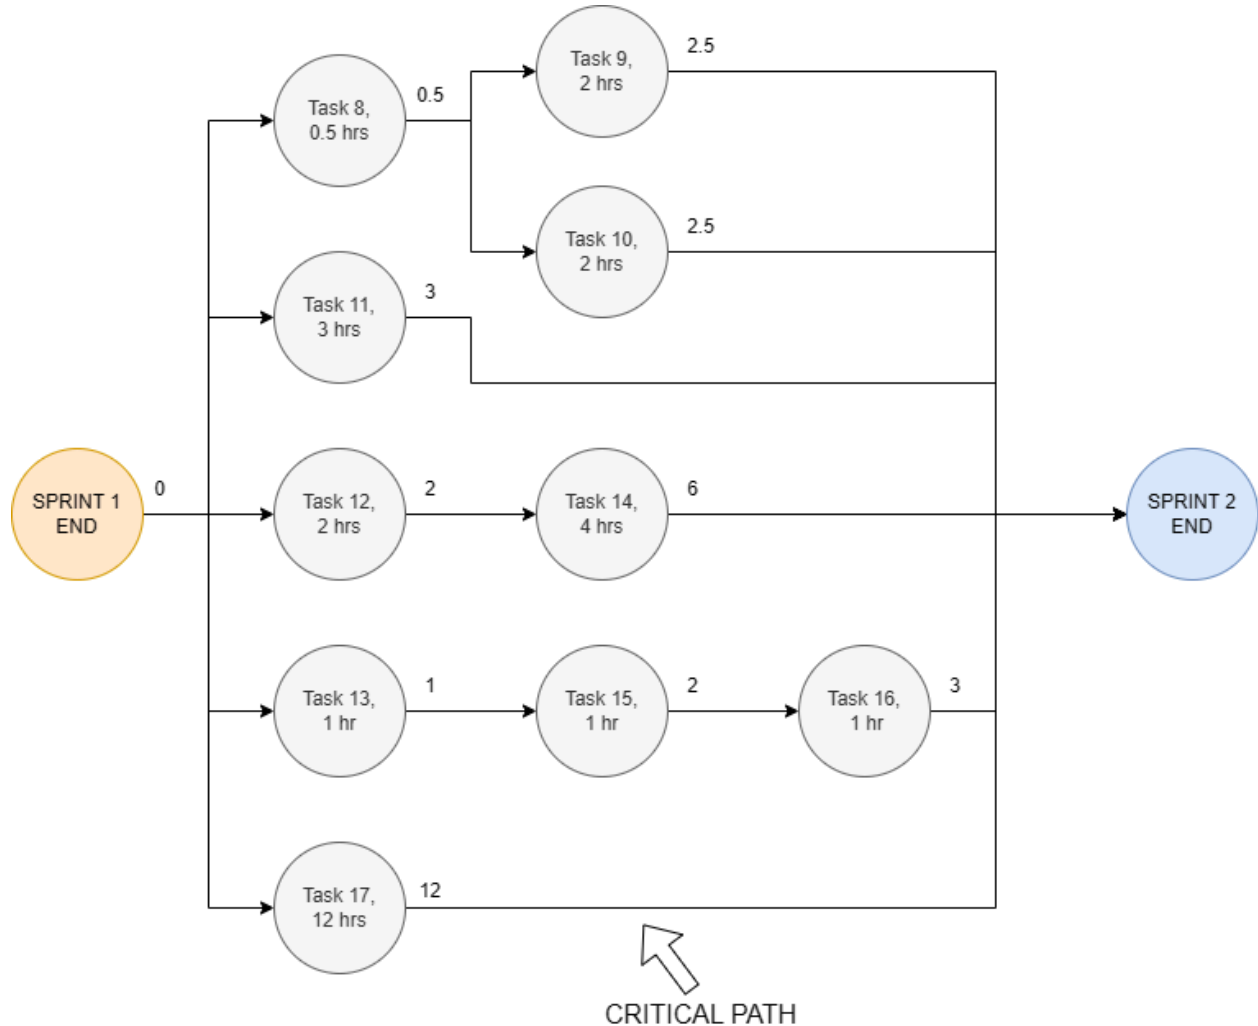 Task 9,
2 hrs
2.5
Task 8,
0.5 hrs
0.5
Task 10,
2 hrs
2.5
Task 11,
3 hrs
3
SPRINT 1
END
0
Task 12,
2 hrs
2
Task 14,
4 hrs
6
SPRINT 2
END
Task 13,
1 hr
1
Task 15,
1 hr
2
Task 16,
1 hr
3
Task 17,
12 hrs
12
CRITICAL PATH